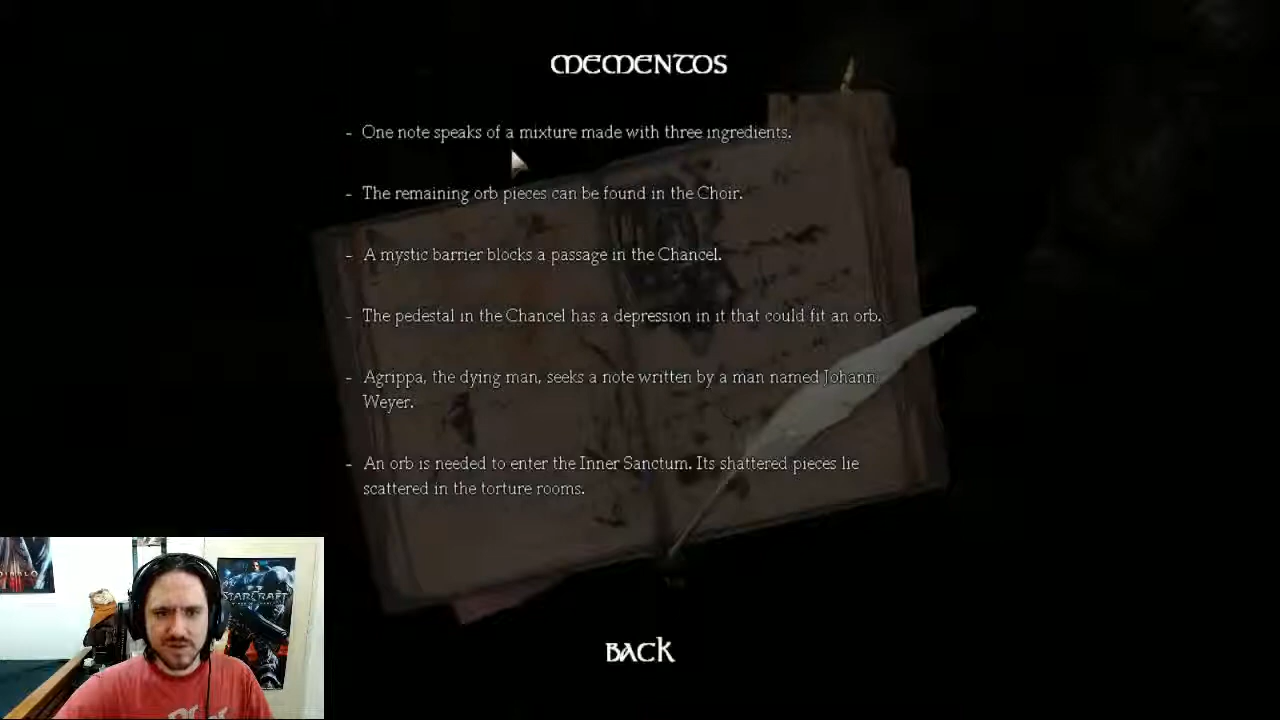 MEMENTOS
- One note speaks of a mixture made with three ingredients.
- The remaining orb pieces can be found in the Choir.
- A mystic barrier blocks a passage in the Chancel.
- The pedestal in the Chancel has a depression in it that could fit an orb.
- Agrippa, the dying man, seeks a note written by a man named Johann
Weyer.
- An orb is needed to enter the Inner Sanctum. Its shattered pieces lie
scattered in the torture rooms.
DIABLO
STARCRAFT
BACK